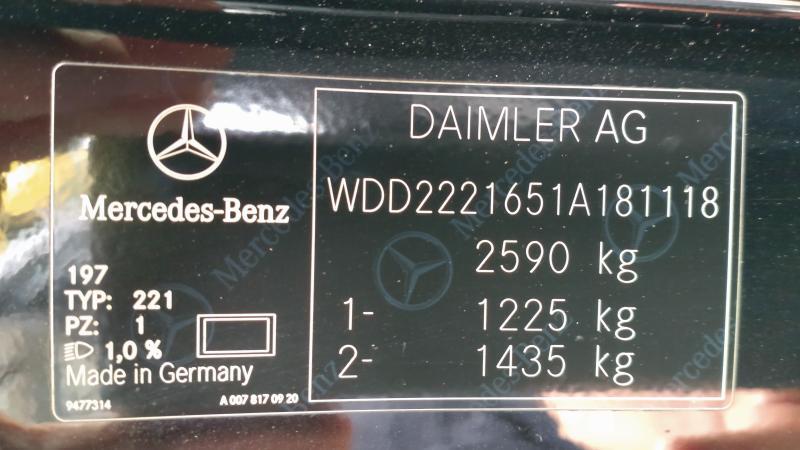 Mercedes-Benz
197
TYP: 221
PZ: 1
1,0 %
Made in Germany
9477314
A 007 817 09 20
DAIMLER AG
WDD2221651A181118
2590 kg
1- 1225 kg
2- 1435 kg